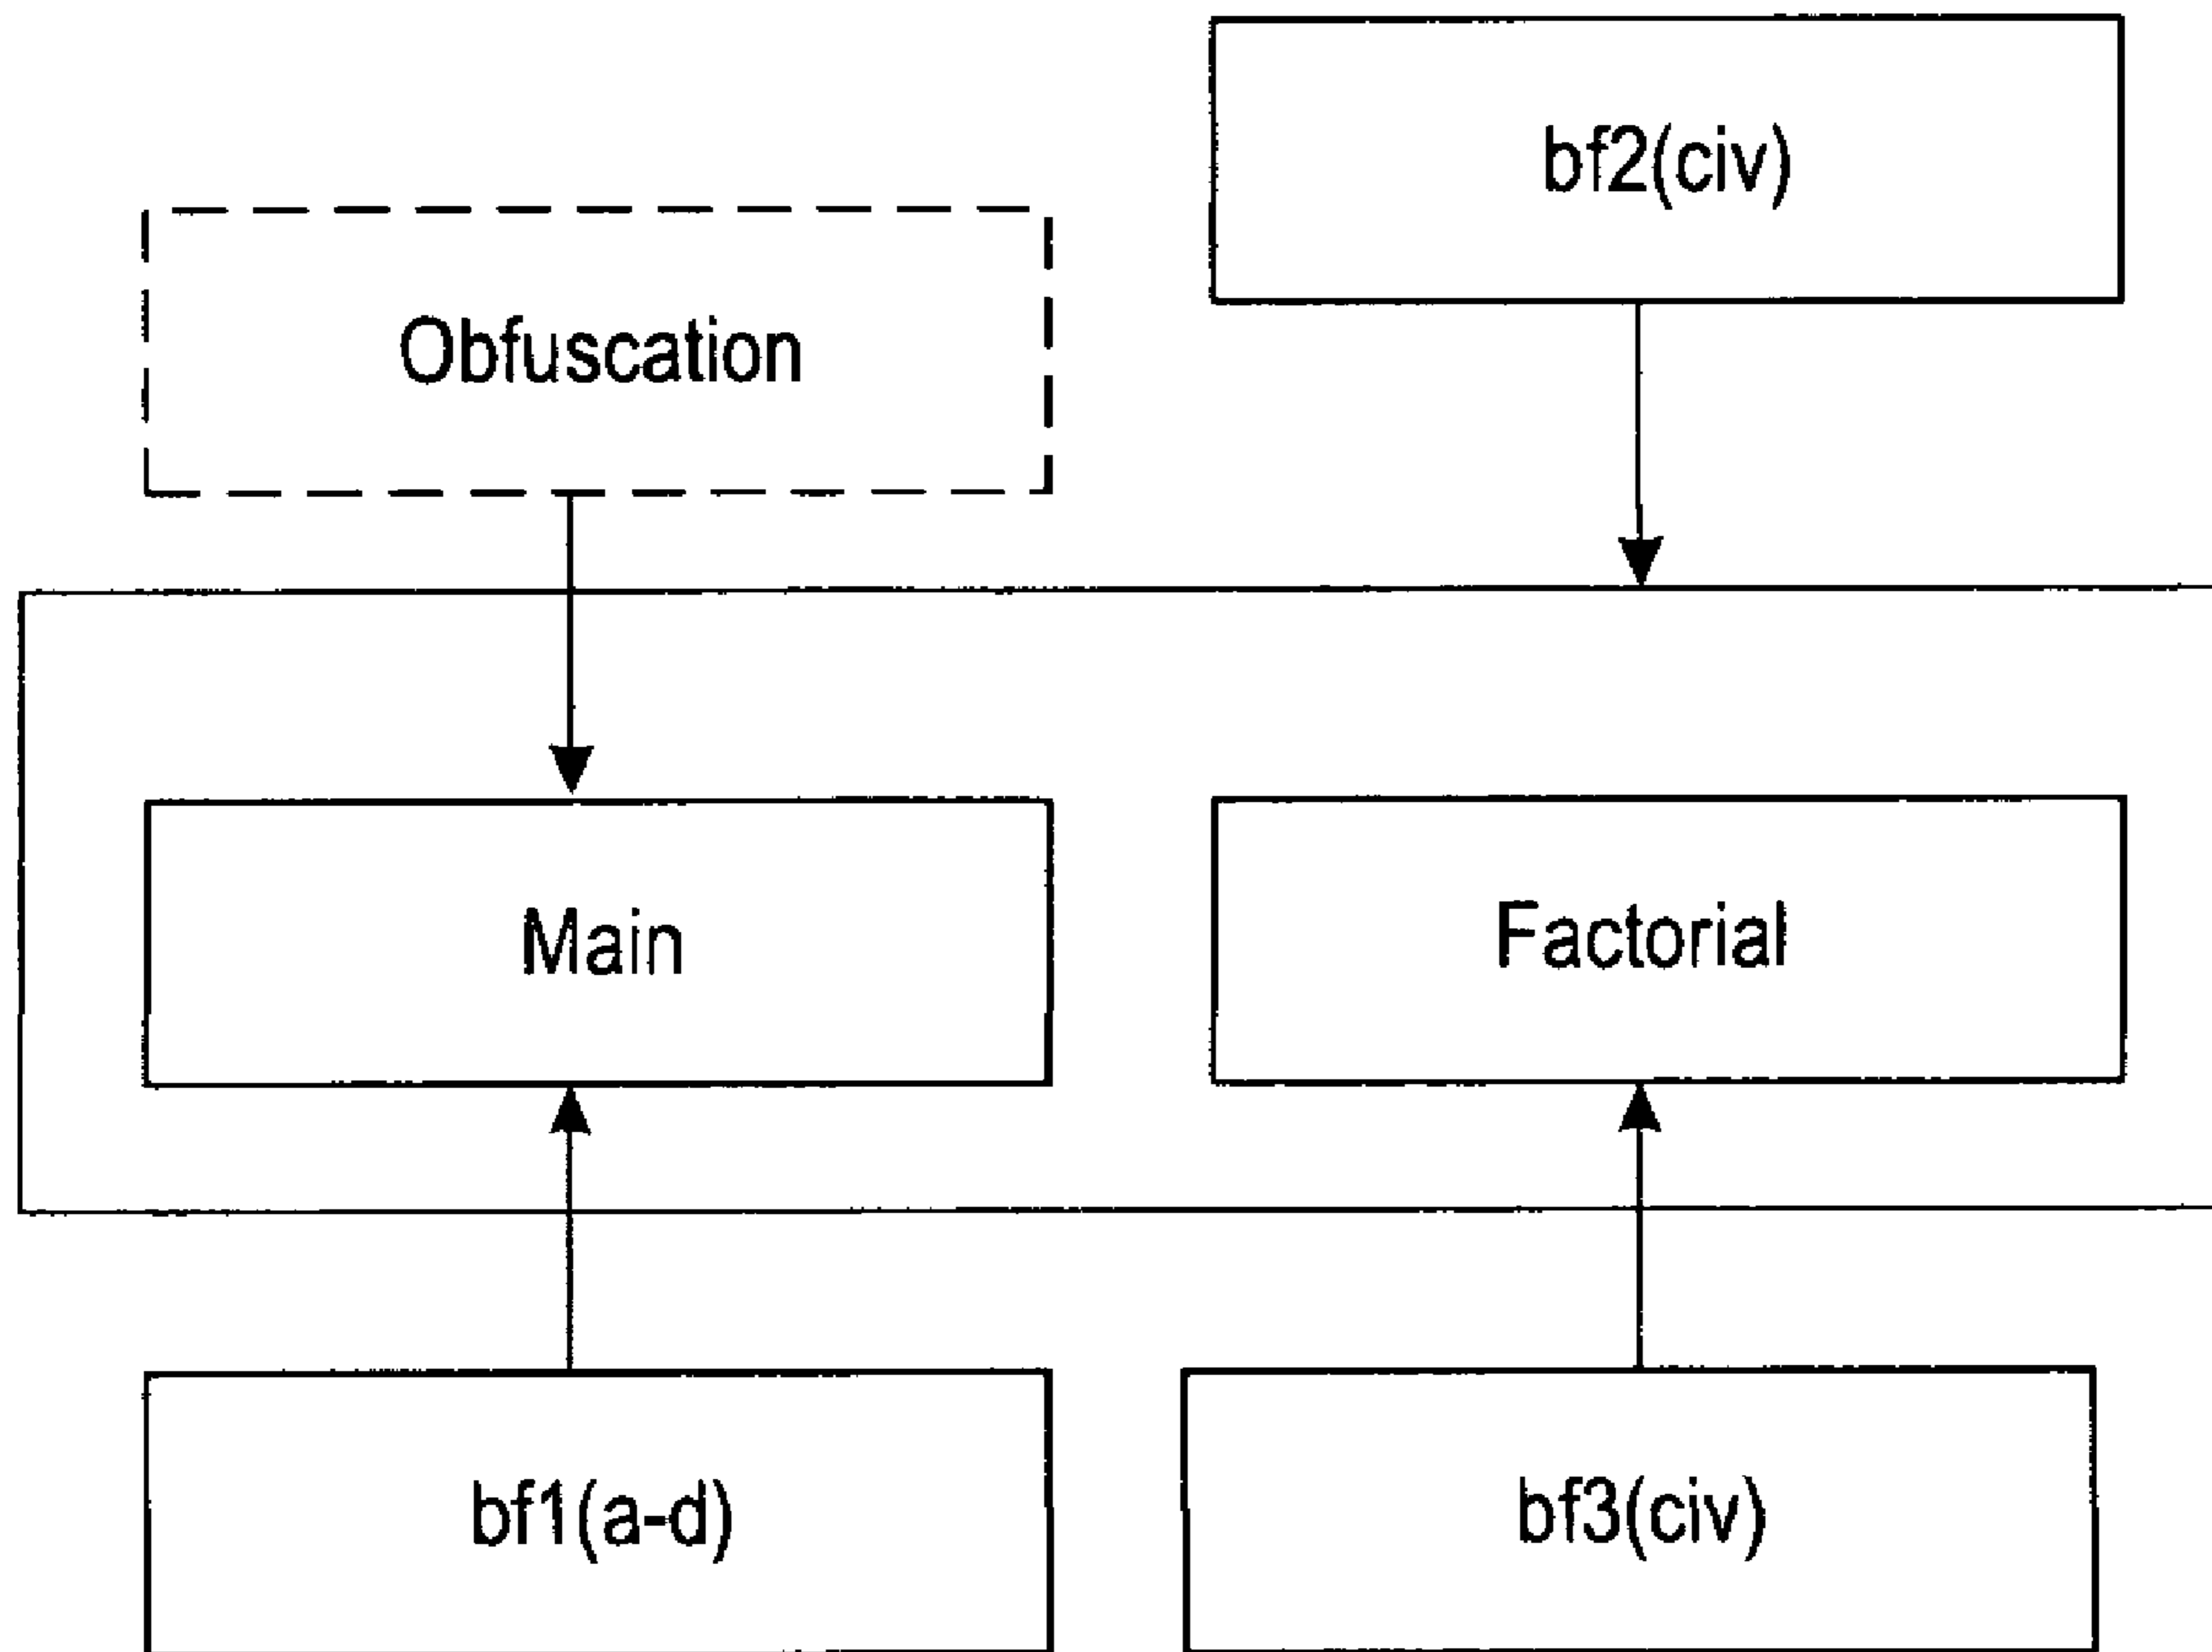 bf2(civ)
Obfuscation
Main
Factorial
bf1(a-d)
bf3(civ)